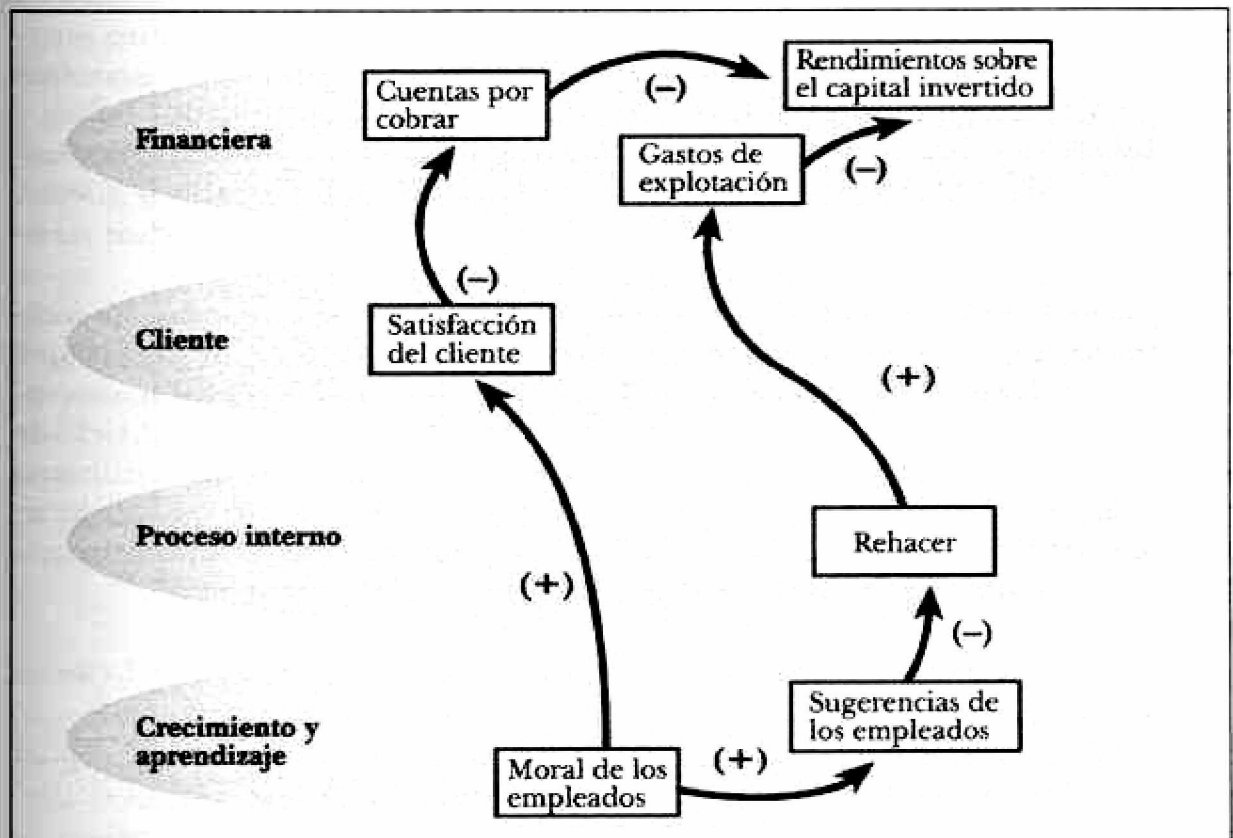 Cuentas por
cobrar
(−)
Rendimientos sobre
el capital invertido
Financiera
Gastos de
explotación
(−)
(−)
Cliente
Satisfacción
del cliente
(+)
Proceso interno
Rehacer
(+)
(−)
Crecimiento y
aprendizaje
Sugerencias de
los empleados
Moral de los
empleados
(+)